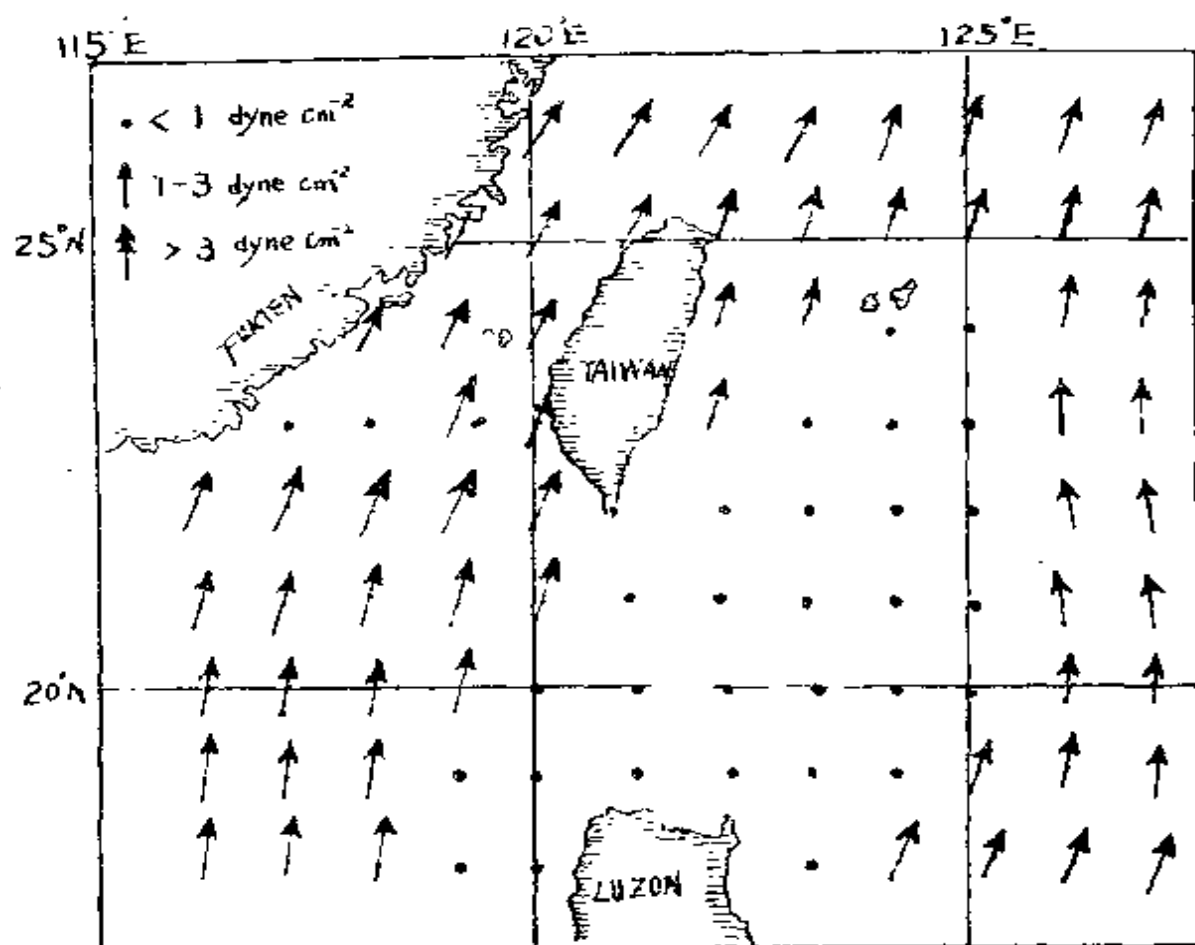 115°E 120°E 125°E
• < 1 dyne cm⁻²
1-3 dyne cm⁻²
> 3 dyne cm⁻²
25°N
FUKIEN
TAIWAN
20°N
LUZON